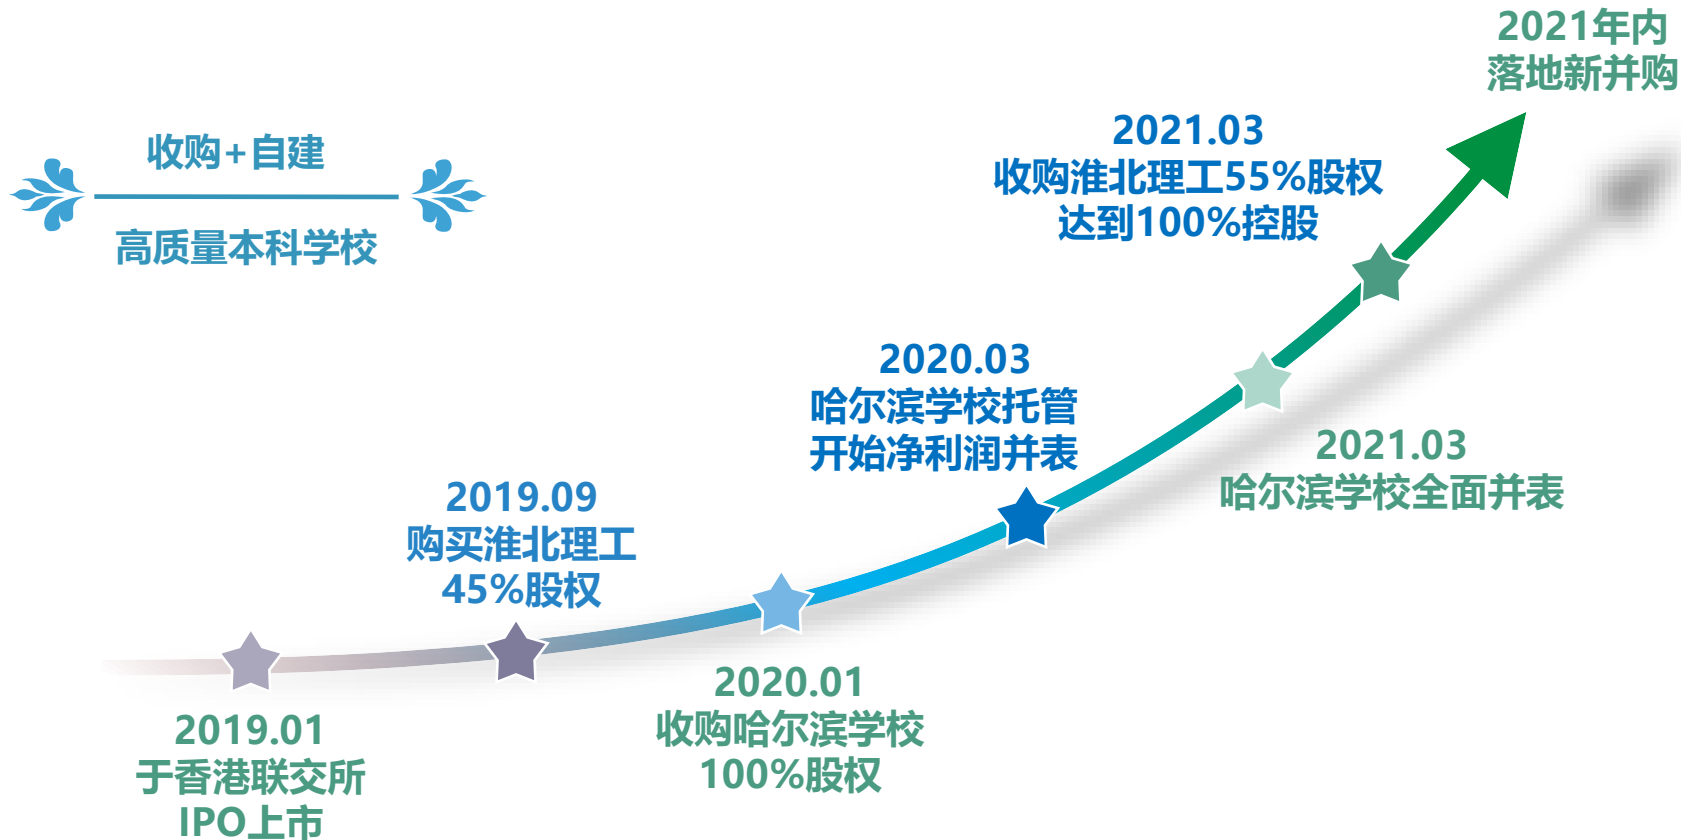 收购+自建
高质量本科学校
2019.01
于香港联交所
IPO上市
2019.09
购买淮北理工
45%股权
2020.01
收购哈尔滨学校
100%股权
2020.03
哈尔滨学校托管
开始净利润并表
2021.03
哈尔滨学校全面并表
2021.03
收购淮北理工55%股权
达到100%控股
2021年内
落地新并购